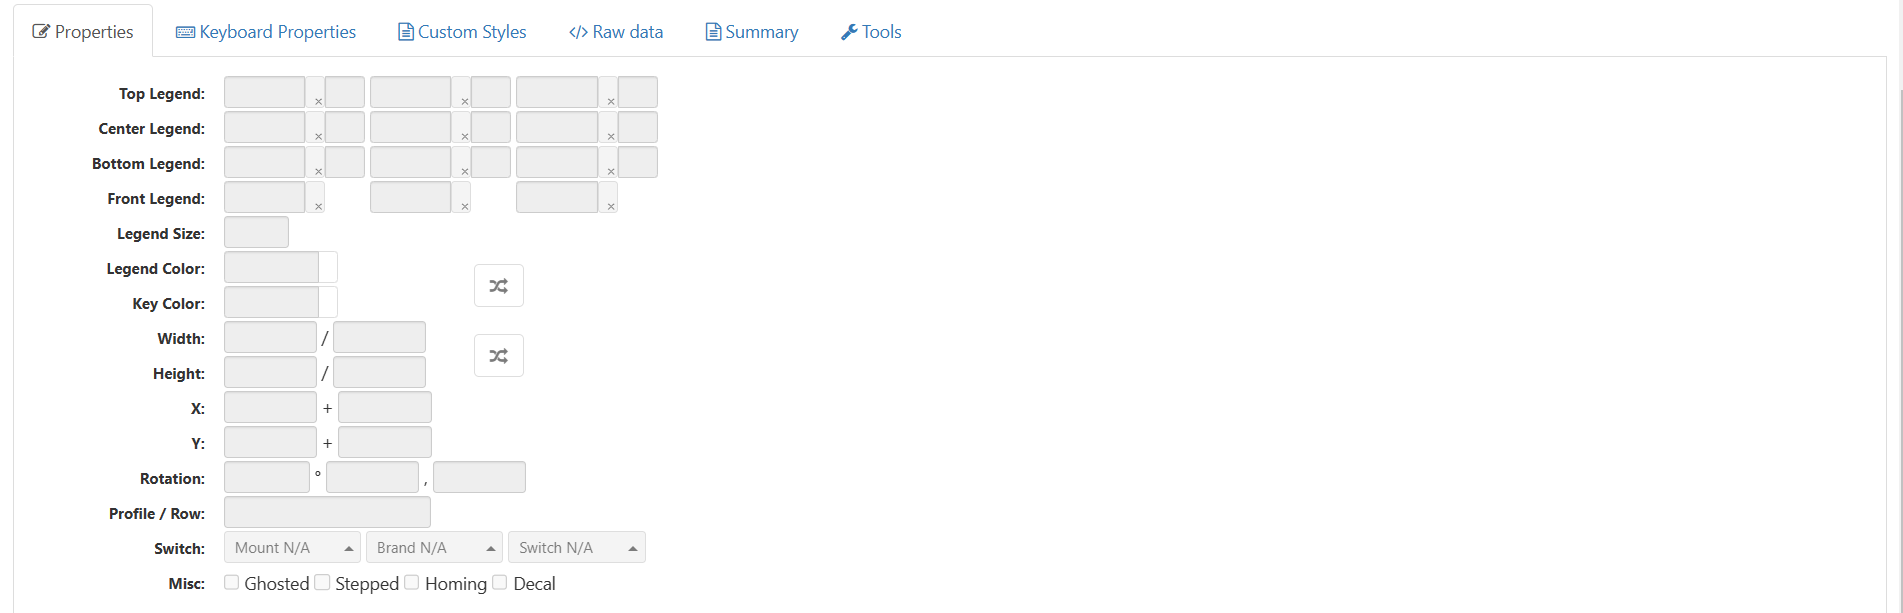 Properties Keyboard Properties Custom Styles </> Raw data Summary Tools
Top Legend: × × ×
Center Legend: × × ×
Bottom Legend: × × ×
Front Legend: × × ×
Legend Size:
Legend Color:
Key Color:
Width: /
Height: /
X: +
Y: +
Rotation: ° ,
Profile / Row:
Switch: Mount N/A Brand N/A Switch N/A
Misc: Ghosted Stepped Homing Decal